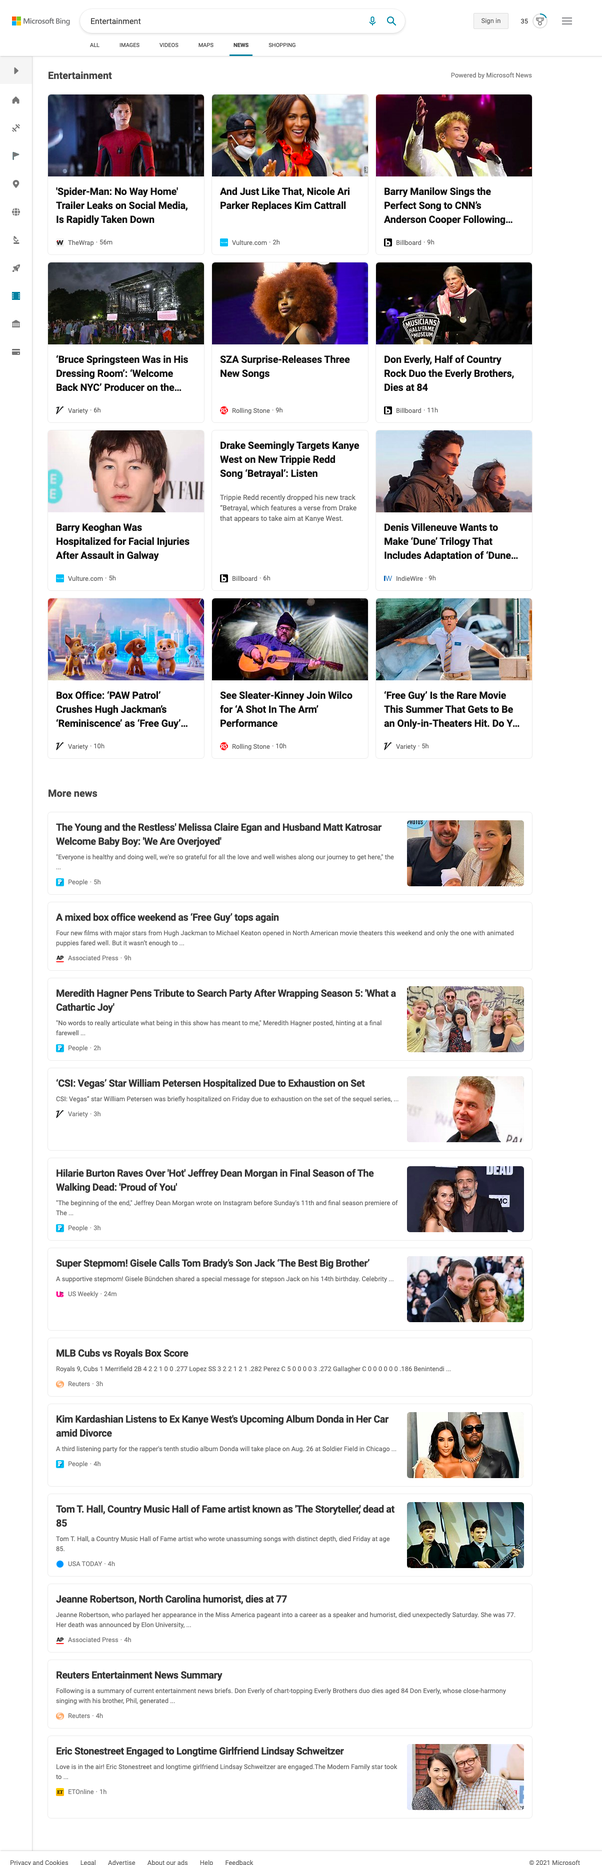 Microsoft Bing
Entertainment
Sign in
35
ALL IMAGES VIDEOS MAPS NEWS SHOPPING
Entertainment
Powered by Microsoft News
'Spider-Man: No Way Home'
Trailer Leaks on Social Media,
Is Rapidly Taken Down
TheWrap · 56m
And Just Like That, Nicole Ari
Parker Replaces Kim Cattrall
Vulture.com · 2h
Barry Manilow Sings the
Perfect Song to CNN's
Anderson Cooper Following...
Billboard · 9h
'Bruce Springsteen Was in His
Dressing Room': 'Welcome
Back NYC' Producer on the...
Variety · 6h
SZA Surprise-Releases Three
New Songs
Rolling Stone · 9h
MUSICIANS
HALL OF FAME
MUSEUM
Don Everly, Half of Country
Rock Duo the Everly Brothers,
Dies at 84
Billboard · 11h
Barry Keoghan Was
Hospitalized for Facial Injuries
After Assault in Galway
Vulture.com · 5h
Drake Seemingly Targets Kanye
West on New Trippie Redd
Song 'Betrayal': Listen
Trippie Redd recently dropped his new track
"Betrayal, which features a verse from Drake
that appears to take aim at Kanye West.
Billboard · 6h
Denis Villeneuve Wants to
Make 'Dune' Trilogy That
Includes Adaptation of 'Dune...
IndieWire · 9h
Box Office: 'PAW Patrol'
Crushes Hugh Jackman's
'Reminiscence' as 'Free Guy'...
Variety · 10h
See Sleater-Kinney Join Wilco
for 'A Shot In The Arm'
Performance
Rolling Stone · 10h
'Free Guy' Is the Rare Movie
This Summer That Gets to Be
an Only-in-Theaters Hit. Do Y...
Variety · 5h
More news
The Young and the Restless' Melissa Claire Egan and Husband Matt Katrosar
Welcome Baby Boy: 'We Are Overjoyed'
"Everyone is healthy and doing well, we're so grateful for all the love and well wishes along our journey to get here," the
...
People · 5h
A mixed box office weekend as 'Free Guy' tops again
Four new films with major stars from Hugh Jackman to Michael Keaton opened in North American movie theaters this weekend and only the one with animated
puppies fared well. But it wasn't enough to ...
AP Associated Press · 9h
Meredith Hagner Pens Tribute to Search Party After Wrapping Season 5: 'What a
Cathartic Joy'
"No words to really articulate what being in this show has meant to me," Meredith Hagner posted, hinting at a final
farewell ...
People · 2h
'CSI: Vegas' Star William Petersen Hospitalized Due to Exhaustion on Set
CSI: Vegas" star William Petersen was briefly hospitalized on Friday due to exhaustion on the set of the sequel series, ...
Variety · 3h
Hilarie Burton Raves Over 'Hot' Jeffrey Dean Morgan in Final Season of The
Walking Dead: 'Proud of You'
"The beginning of the end," Jeffrey Dean Morgan wrote on Instagram before Sunday's 11th and final season premiere of
The ...
People · 3h
DEAD
Super Stepmom! Gisele Calls Tom Brady's Son Jack 'The Best Big Brother'
A supportive stepmom! Gisele Bündchen shared a special message for stepson Jack on his 14th birthday. Celebrity ...
US Weekly · 24m
MLB Cubs vs Royals Box Score
Royals 9, Cubs 1 Merrifield 2B 4 2 2 1 0 0 .277 Lopez SS 3 2 2 1 2 1 .282 Perez C 5 0 0 0 0 3 .272 Gallagher C 0 0 0 0 0 0 .186 Benintendi ...
Reuters · 3h
Kim Kardashian Listens to Ex Kanye West's Upcoming Album Donda in Her Car
amid Divorce
A third listening party for the rapper's tenth studio album Donda will take place on Aug. 26 at Soldier Field in Chicago ...
People · 4h
Tom T. Hall, Country Music Hall of Fame artist known as 'The Storyteller,' dead at
85
Tom T. Hall, a Country Music Hall of Fame artist who wrote unassuming songs with distinct depth, died Friday at age
85.
USA TODAY · 4h
Jeanne Robertson, North Carolina humorist, dies at 77
Jeanne Robertson, who parlayed her appearance in the Miss America pageant into a career as a speaker and humorist, died unexpectedly Saturday. She was 77.
Her death was announced by Elon University, ...
AP Associated Press · 4h
Reuters Entertainment News Summary
Following is a summary of current entertainment news briefs. Don Everly of chart-topping Everly Brothers duo dies aged 84 Don Everly, whose close-harmony
singing with his brother, Phil, generated ...
Reuters · 4h
Eric Stonestreet Engaged to Longtime Girlfriend Lindsay Schweitzer
Love is in the air! Eric Stonestreet and longtime girlfriend Lindsay Schweitzer are engaged.The Modern Family star took
to ...
ET ETOnline · 1h
Privacy and Cookies Legal Advertise About our ads Help Feedback © 2021 Microsoft